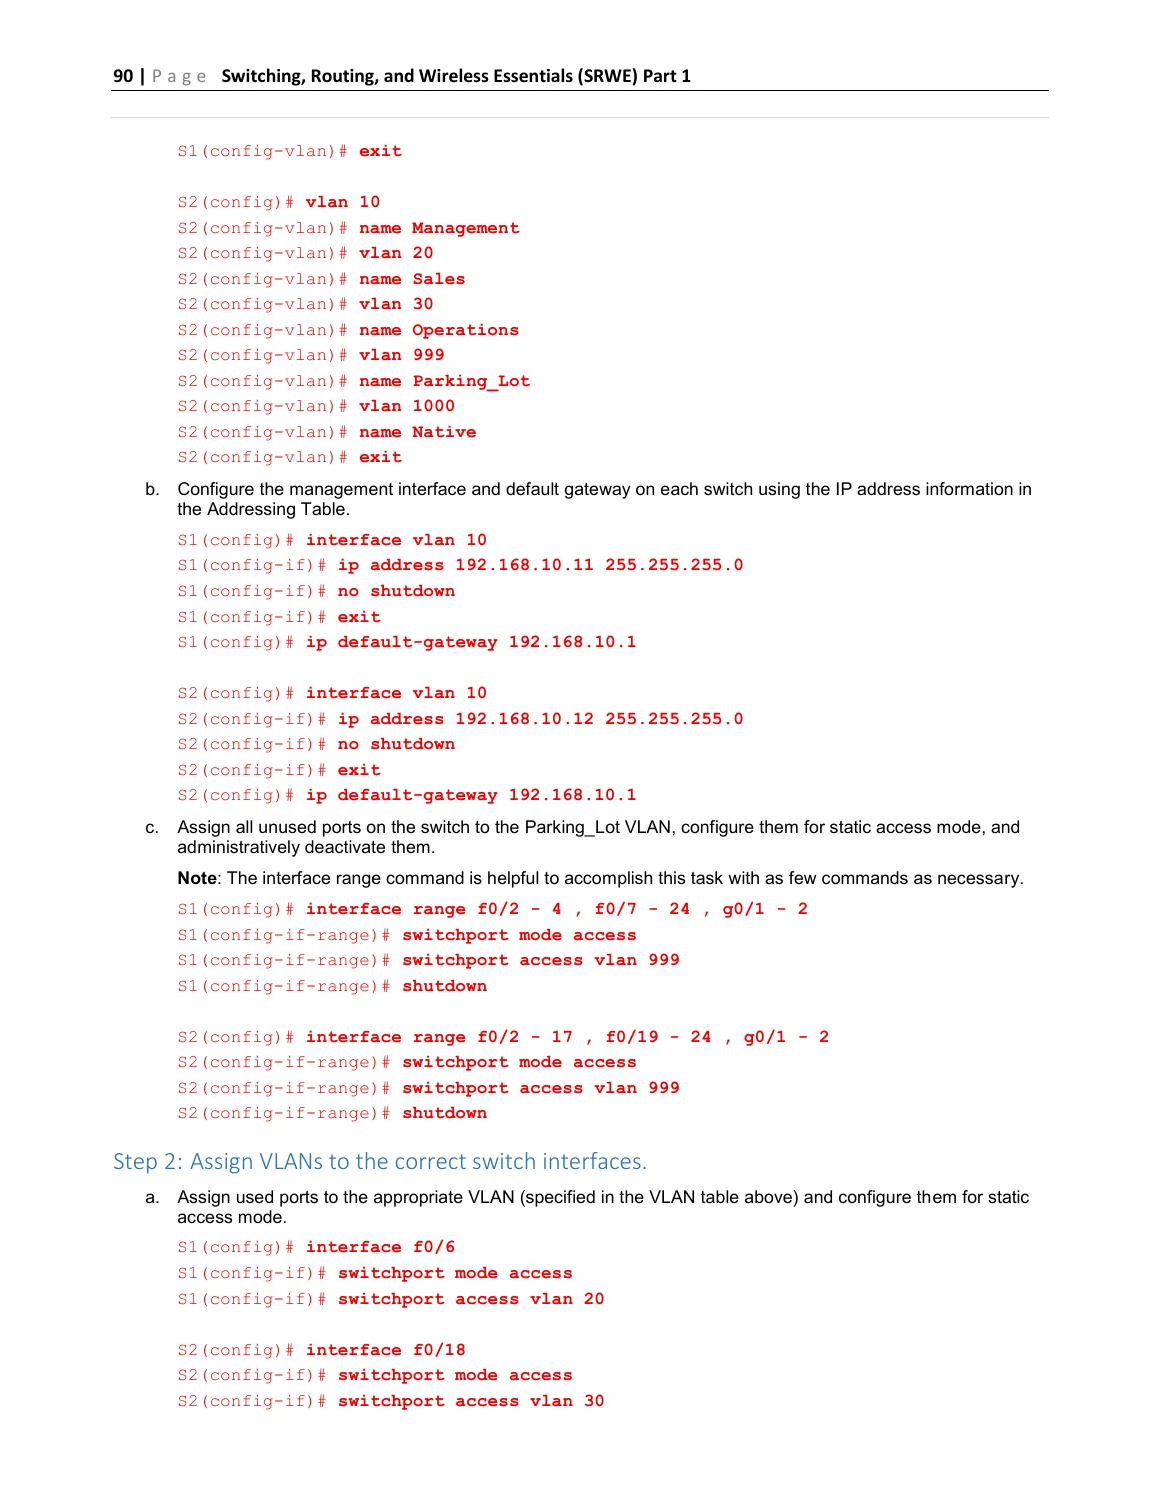 90 | P a g e Switching, Routing, and Wireless Essentials (SRWE) Part 1
S1(config-vlan)# exit
S2(config)# vlan 10
S2(config-vlan)# name Management
S2(config-vlan)# vlan 20
S2(config-vlan)# name Sales
S2(config-vlan)# vlan 30
S2(config-vlan)# name Operations
S2(config-vlan)# vlan 999
S2(config-vlan)# name Parking_Lot
S2(config-vlan)# vlan 1000
S2(config-vlan)# name Native
S2(config-vlan)# exit
b. Configure the management interface and default gateway on each switch using the IP address information in
the Addressing Table.
S1(config)# interface vlan 10
S1(config-if)# ip address 192.168.10.11 255.255.255.0
S1(config-if)# no shutdown
S1(config-if)# exit
S1(config)# ip default-gateway 192.168.10.1
S2(config)# interface vlan 10
S2(config-if)# ip address 192.168.10.12 255.255.255.0
S2(config-if)# no shutdown
S2(config-if)# exit
S2(config)# ip default-gateway 192.168.10.1
c. Assign all unused ports on the switch to the Parking_Lot VLAN, configure them for static access mode, and
administratively deactivate them.
Note: The interface range command is helpful to accomplish this task with as few commands as necessary.
S1(config)# interface range f0/2 - 4 , f0/7 - 24 , g0/1 - 2
S1(config-if-range)# switchport mode access
S1(config-if-range)# switchport access vlan 999
S1(config-if-range)# shutdown
S2(config)# interface range f0/2 - 17 , f0/19 - 24 , g0/1 - 2
S2(config-if-range)# switchport mode access
S2(config-if-range)# switchport access vlan 999
S2(config-if-range)# shutdown
Step 2: Assign VLANs to the correct switch interfaces.
a. Assign used ports to the appropriate VLAN (specified in the VLAN table above) and configure them for static
access mode.
S1(config)# interface f0/6
S1(config-if)# switchport mode access
S1(config-if)# switchport access vlan 20
S2(config)# interface f0/18
S2(config-if)# switchport mode access
S2(config-if)# switchport access vlan 30